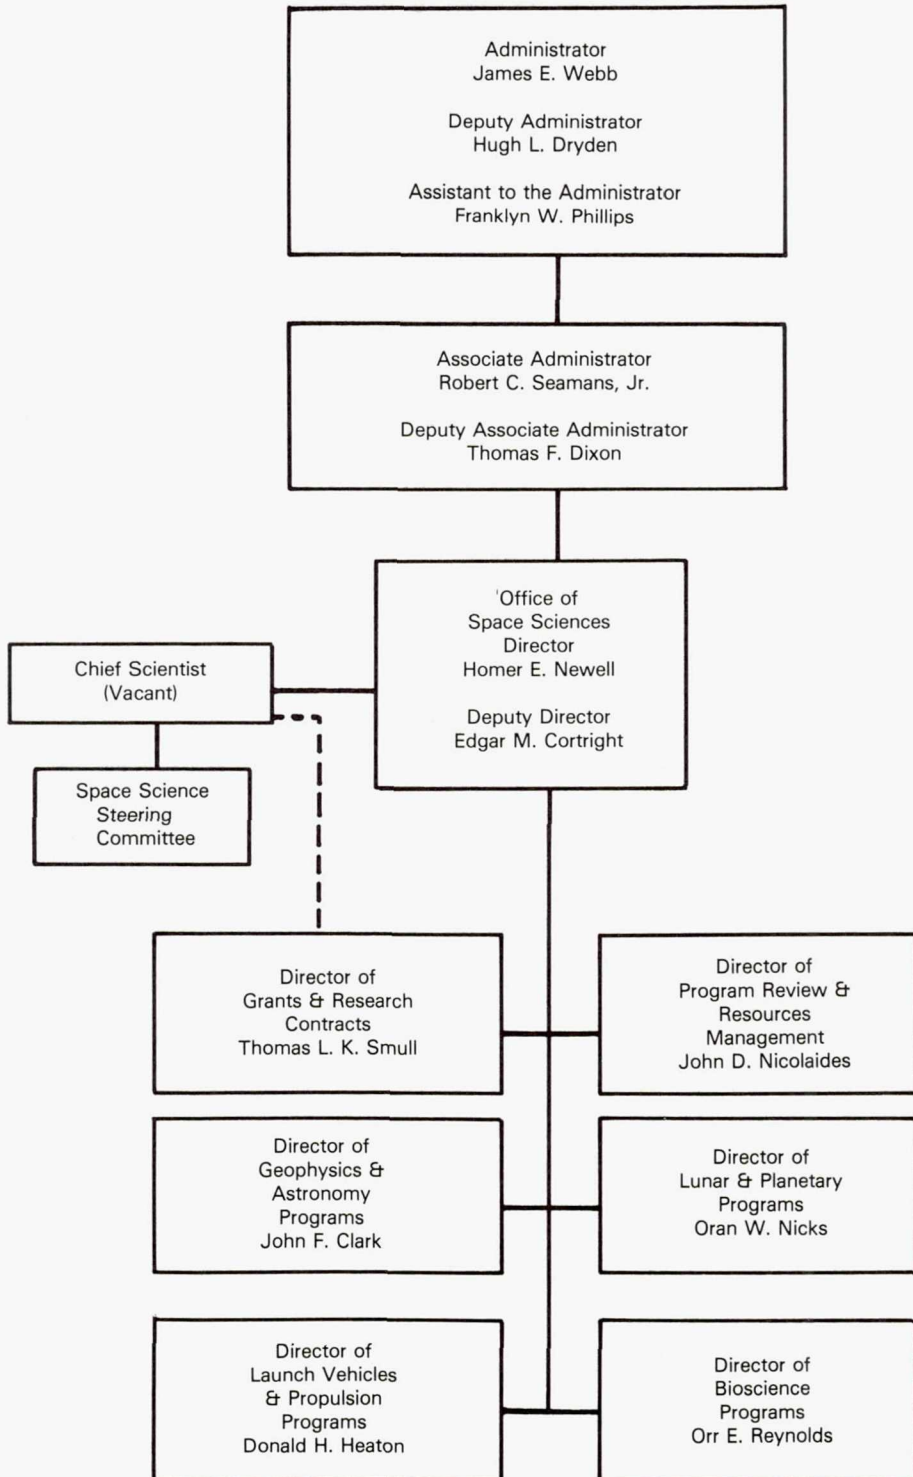 Administrator
James E. Webb
Deputy Administrator
Hugh L. Dryden
Assistant to the Administrator
Franklyn W. Phillips
Associate Administrator
Robert C. Seamans, Jr.
Deputy Associate Administrator
Thomas F. Dixon
Office of
Space Sciences
Director
Homer E. Newell
Deputy Director
Edgar M. Cortright
Chief Scientist
(Vacant)
Space Science
Steering
Committee
Director of
Grants & Research
Contracts
Thomas L. K. Smull
Director of
Program Review &
Resources
Management
John D. Nicolaides
Director of
Geophysics &
Astronomy
Programs
John F. Clark
Director of
Lunar & Planetary
Programs
Oran W. Nicks
Director of
Launch Vehicles
& Propulsion
Programs
Donald H. Heaton
Director of
Bioscience
Programs
Orr E. Reynolds